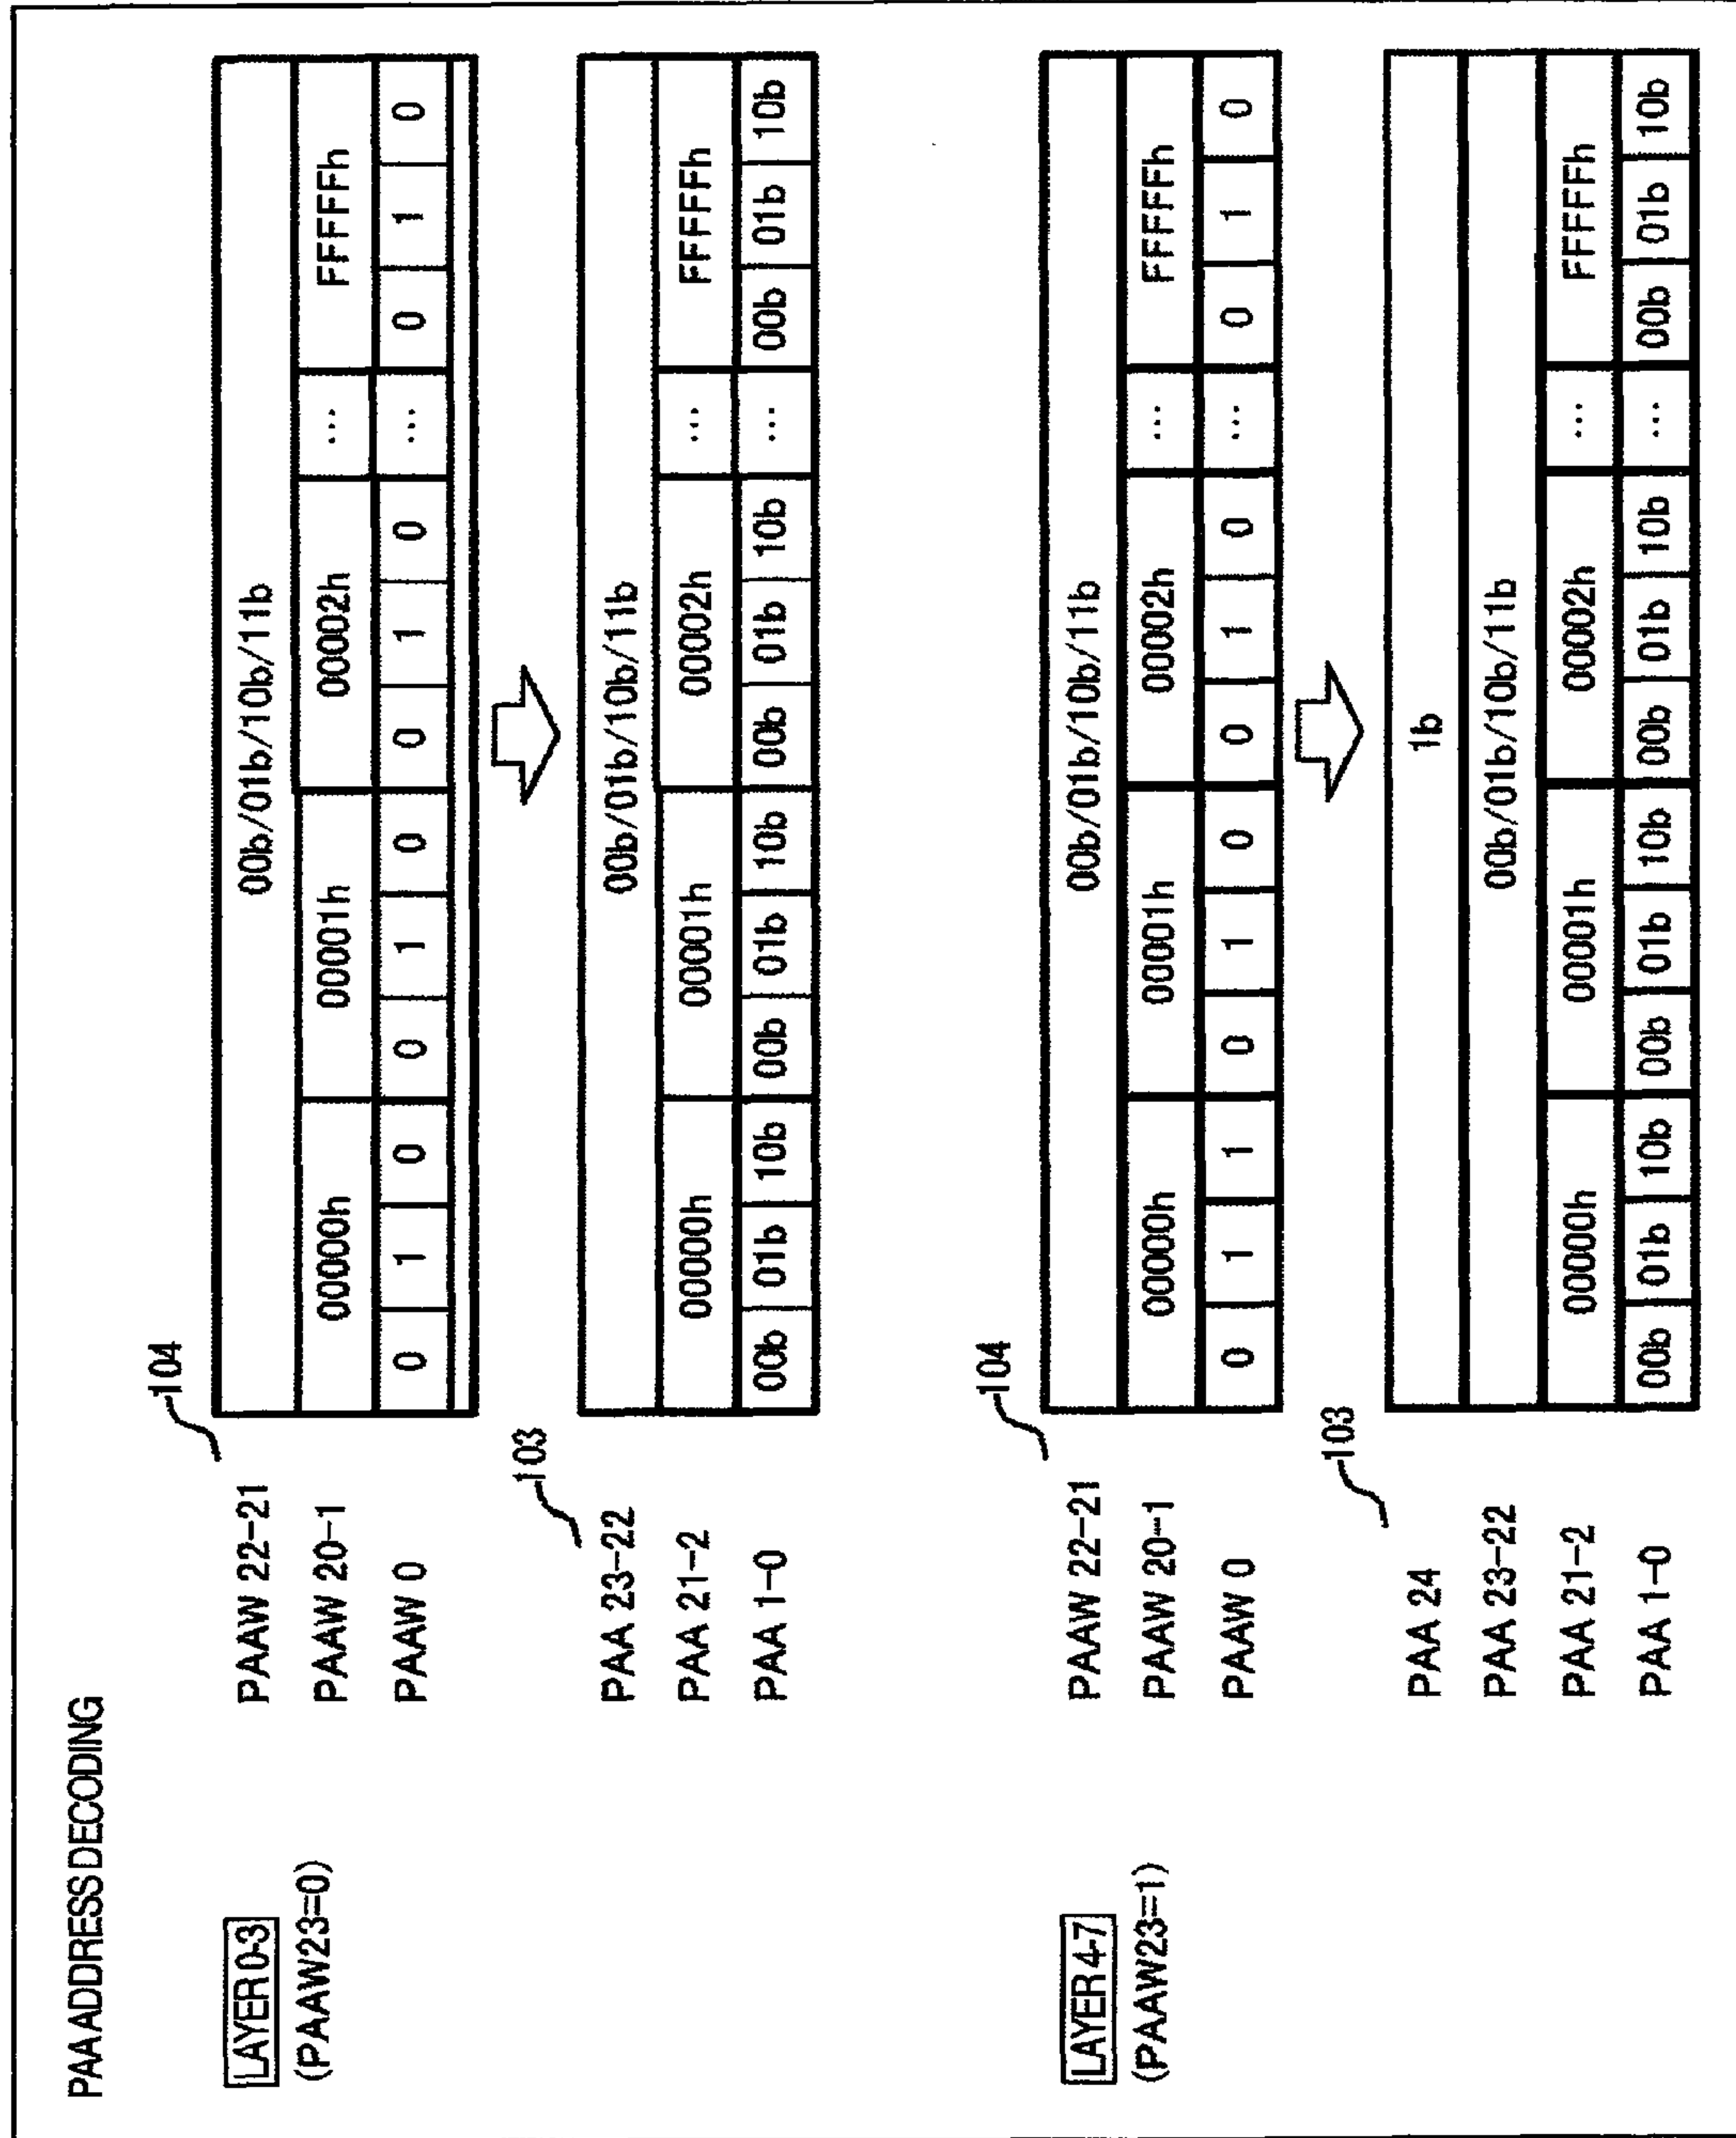 PAA ADDRESS DECODING
LAYER 0-3
(PAAW23=0)
104
PAAW 22-21 00b/01b/10b/11b
PAAW 20-1 00000h 00001h 00002h ... FFFFFh
PAAW 0 0 1 0 0 1 0 0 1 0 ... 0 1 0
103
PAA 23-22 00b/01b/10b/11b
PAA 21-2 00000h 00001h 00002h ... FFFFFh
PAA 1-0 00b 01b 10b 00b 01b 10b 00b 01b 10b ... 00b 01b 10b
LAYER 4-7
(PAAW23=1)
104
PAAW 22-21 00b/01b/10b/11b
PAAW 20-1 00000h 00001h 00002h ... FFFFFh
PAAW 0 0 1 1 0 1 0 0 1 0 ... 0 1 0
103
PAA 24 1b
PAA 23-22 00b/01b/10b/11b
PAA 21-2 00000h 00001h 00002h ... FFFFFh
PAA 1-0 00b 01b 10b 00b 01b 10b 00b 01b 10b ... 00b 01b 10b